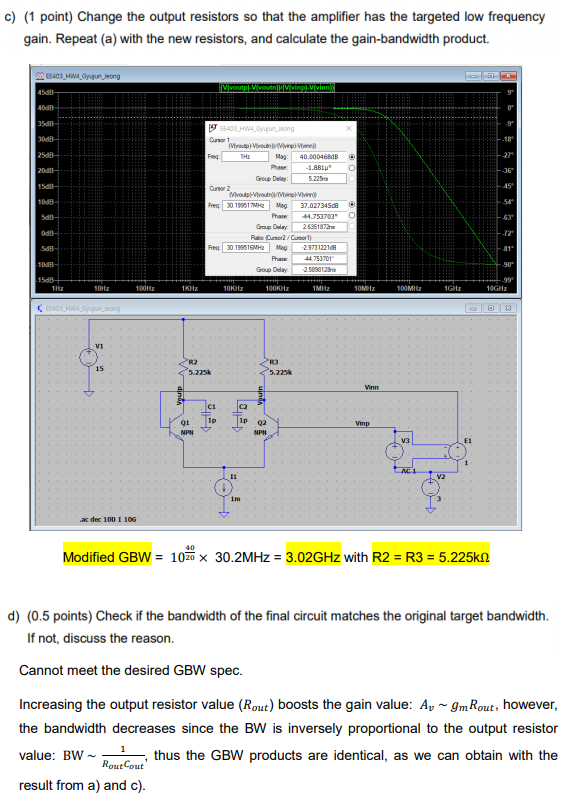 c) (1 point) Change the output resistors so that the amplifier has the targeted low frequency
gain. Repeat (a) with the new resistors, and calculate the gain-bandwidth product.
EE403_HW4_Gyujun_Jeong
(V(voutp)-V(voutn))/(V(vinp)-V(vinn))
45dB
40dB
35dB
30dB
25dB
20dB
15dB
10dB
5dB
0dB
-5dB
-10dB
-15dB
9°
0°
-9°
-18°
-27°
-36°
-45°
-54°
-63°
-72°
-81°
-90°
-99°
1Hz 10Hz 100Hz 1KHz 10KHz 100KHz 1MHz 10MHz 100MHz 1GHz 10GHz
EE403_HW4_Gyujun_Jeong
Cursor 1
(V(voutp)-V(voutn))/(V(vinp)-V(vinn))
Freq: 1Hz Mag: 40.000468dB
Phase: -1.881µ°
Group Delay: 5.225ns
Cursor 2
(V(voutp)-V(voutn))/(V(vinp)-V(vinn))
Freq: 30.199517MHz Mag: 37.027345dB
Phase: -44.753703°
Group Delay: 2.6351872ns
Ratio (Cursor2 / Cursor1)
Freq: 30.199516MHz Mag: -2.9731221dB
Phase: -44.753701°
Group Delay: -2.5898128ns
EE403_HW4_Gyujun_Jeong
V1
15
R2
5.225k
R3
5.225k
Voutp
Voutn
Vinn
Vinp
C1
1p
C2
1p
Q1
NPN
Q2
NPN
I1
1m
V3
AC 1
E1
1
V2
3
.ac dec 100 1 10G
Modified GBW = 10^(40/20) × 30.2MHz = 3.02GHz with R2 = R3 = 5.225kΩ
d) (0.5 points) Check if the bandwidth of the final circuit matches the original target bandwidth.
If not, discuss the reason.
Cannot meet the desired GBW spec.
Increasing the output resistor value (R_out) boosts the gain value: A_v ~ g_mR_out, however,
the bandwidth decreases since the BW is inversely proportional to the output resistor
value: BW ~ 1/(R_outC_out), thus the GBW products are identical, as we can obtain with the
result from a) and c).